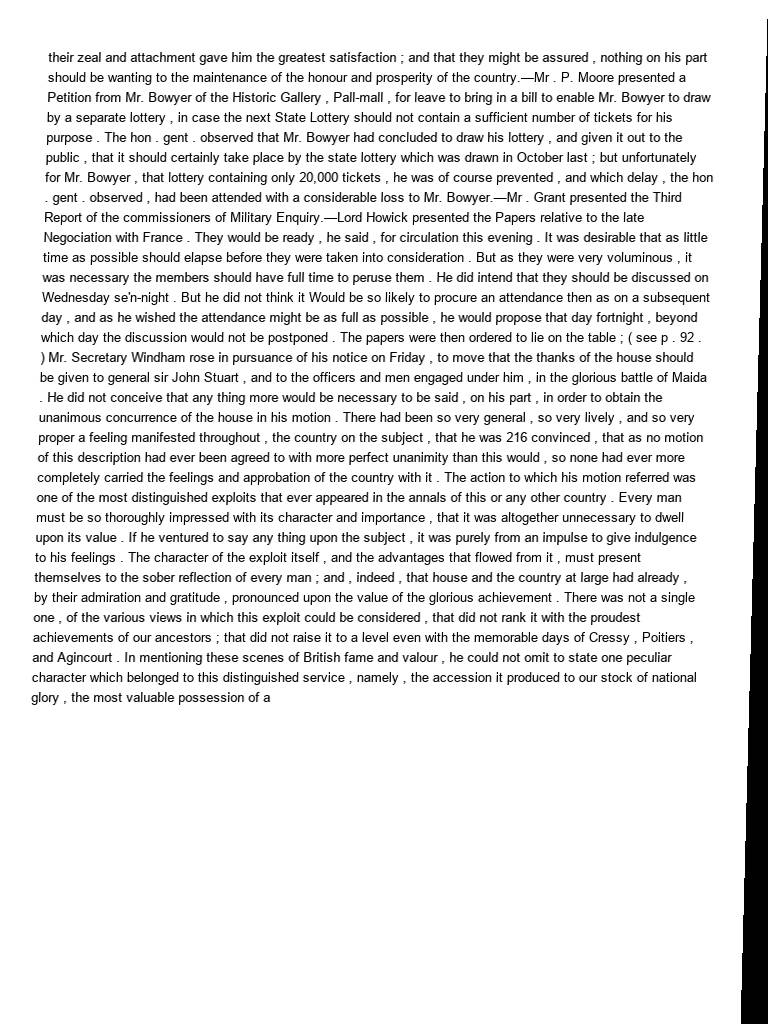 their zeal and attachment gave him the greatest satisfaction ; and that they might be assured , nothing on his part
should be wanting to the maintenance of the honour and prosperity of the country.—Mr . P. Moore presented a
Petition from Mr. Bowyer of the Historic Gallery , Pall-mall , for leave to bring in a bill to enable Mr. Bowyer to draw
by a separate lottery , in case the next State Lottery should not contain a sufficient number of tickets for his
purpose . The hon . gent . observed that Mr. Bowyer had concluded to draw his lottery , and given it out to the
public , that it should certainly take place by the state lottery which was drawn in October last ; but unfortunately
for Mr. Bowyer , that lottery containing only 20,000 tickets , he was of course prevented , and which delay , the hon
. gent . observed , had been attended with a considerable loss to Mr. Bowyer.—Mr . Grant presented the Third
Report of the commissioners of Military Enquiry.—Lord Howick presented the Papers relative to the late
Negociation with France . They would be ready , he said , for circulation this evening . It was desirable that as little
time as possible should elapse before they were taken into consideration . But as they were very voluminous , it
was necessary the members should have full time to peruse them . He did intend that they should be discussed on
Wednesday se'n-night . But he did not think it Would be so likely to procure an attendance then as on a subsequent
day , and as he wished the attendance might be as full as possible , he would propose that day fortnight , beyond
which day the discussion would not be postponed . The papers were then ordered to lie on the table ; ( see p . 92 .
) Mr. Secretary Windham rose in pursuance of his notice on Friday , to move that the thanks of the house should
be given to general sir John Stuart , and to the officers and men engaged under him , in the glorious battle of Maida
. He did not conceive that any thing more would be necessary to be said , on his part , in order to obtain the
unanimous concurrence of the house in his motion . There had been so very general , so very lively , and so very
proper a feeling manifested throughout , the country on the subject , that he was 216 convinced , that as no motion
of this description had ever been agreed to with more perfect unanimity than this would , so none had ever more
completely carried the feelings and approbation of the country with it . The action to which his motion referred was
one of the most distinguished exploits that ever appeared in the annals of this or any other country . Every man
must be so thoroughly impressed with its character and importance , that it was altogether unnecessary to dwell
upon its value . If he ventured to say any thing upon the subject , it was purely from an impulse to give indulgence
to his feelings . The character of the exploit itself , and the advantages that flowed from it , must present
themselves to the sober reflection of every man ; and , indeed , that house and the country at large had already ,
by their admiration and gratitude , pronounced upon the value of the glorious achievement . There was not a single
one , of the various views in which this exploit could be considered , that did not rank it with the proudest
achievements of our ancestors ; that did not raise it to a level even with the memorable days of Cressy , Poitiers ,
and Agincourt . In mentioning these scenes of British fame and valour , he could not omit to state one peculiar
character which belonged to this distinguished service , namely , the accession it produced to our stock of national
glory , the most valuable possession of a